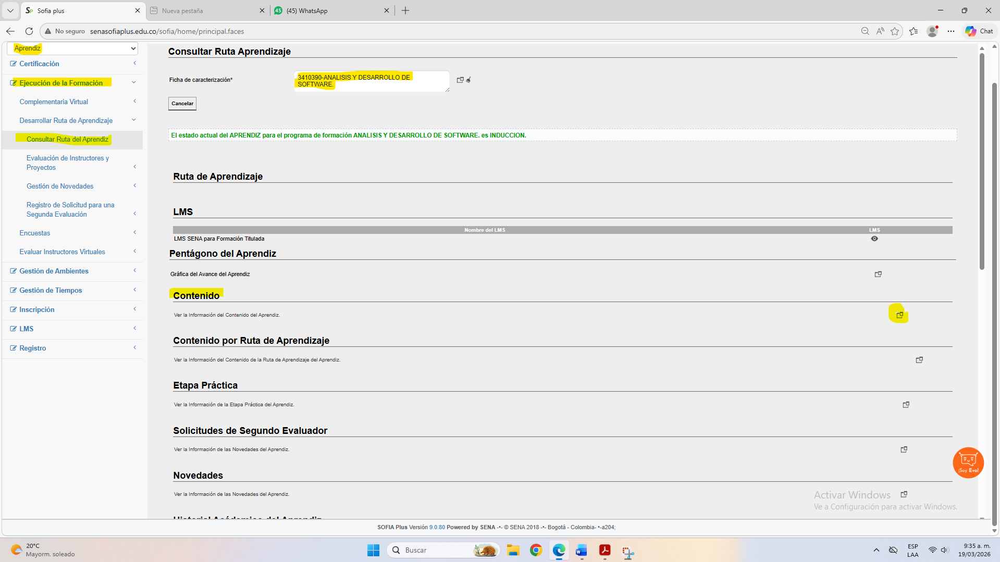 Sofia plus
Nueva pestaña
45
(45) WhatsApp
No seguro
senasofiaplus.edu.co/sofia/home/principal.faces
Chat
Aprendiz
Certificación
Ejecución de la Formación
Complementaria Virtual
Desarrollar Ruta de Aprendizaje
Consultar Ruta del Aprendiz
Evaluación de Instructores y
Proyectos
Gestión de Novedades
Registro de Solicitud para una
Segunda Evaluación
Encuestas
Evaluar Instructores Virtuales
Gestión de Ambientes
Gestión de Tiempos
Inscripción
LMS
Registro
Consultar Ruta Aprendizaje
Ficha de caracterización*
3410390-ANALISIS Y DESARROLLO DE
SOFTWARE.
Cancelar
El estado actual del APRENDIZ para el programa de formación ANALISIS Y DESARROLLO DE SOFTWARE. es INDUCCION.
Ruta de Aprendizaje
LMS
Nombre del LMS LMS
LMS SENA para Formación Titulada
Pentágono del Aprendiz
Gráfica del Avance del Aprendiz
Contenido
Ver la Información del Contenido del Aprendiz.
Contenido por Ruta de Aprendizaje
Ver la Información del Contenido de la Ruta de Aprendizaje del Aprendiz.
Etapa Práctica
Ver la Información de la Etapa Práctica del Aprendiz.
Solicitudes de Segundo Evaluador
Ver la Información de las Novedades del Aprendiz.
¡Soy Eva!
Novedades
Ver la Información de las Novedades del Aprendiz.
Activar Windows
Ve a Configuración para activar Windows.
Historial Académico del Aprendiz
SOFIA Plus Versión 9.0.80 Powered by SENA -•- © SENA 2018 -•- Bogotá - Colombia- •-a204;
20°C
Mayorm. soleado
Buscar
ESP
LAA
9:35 a. m.
19/03/2026